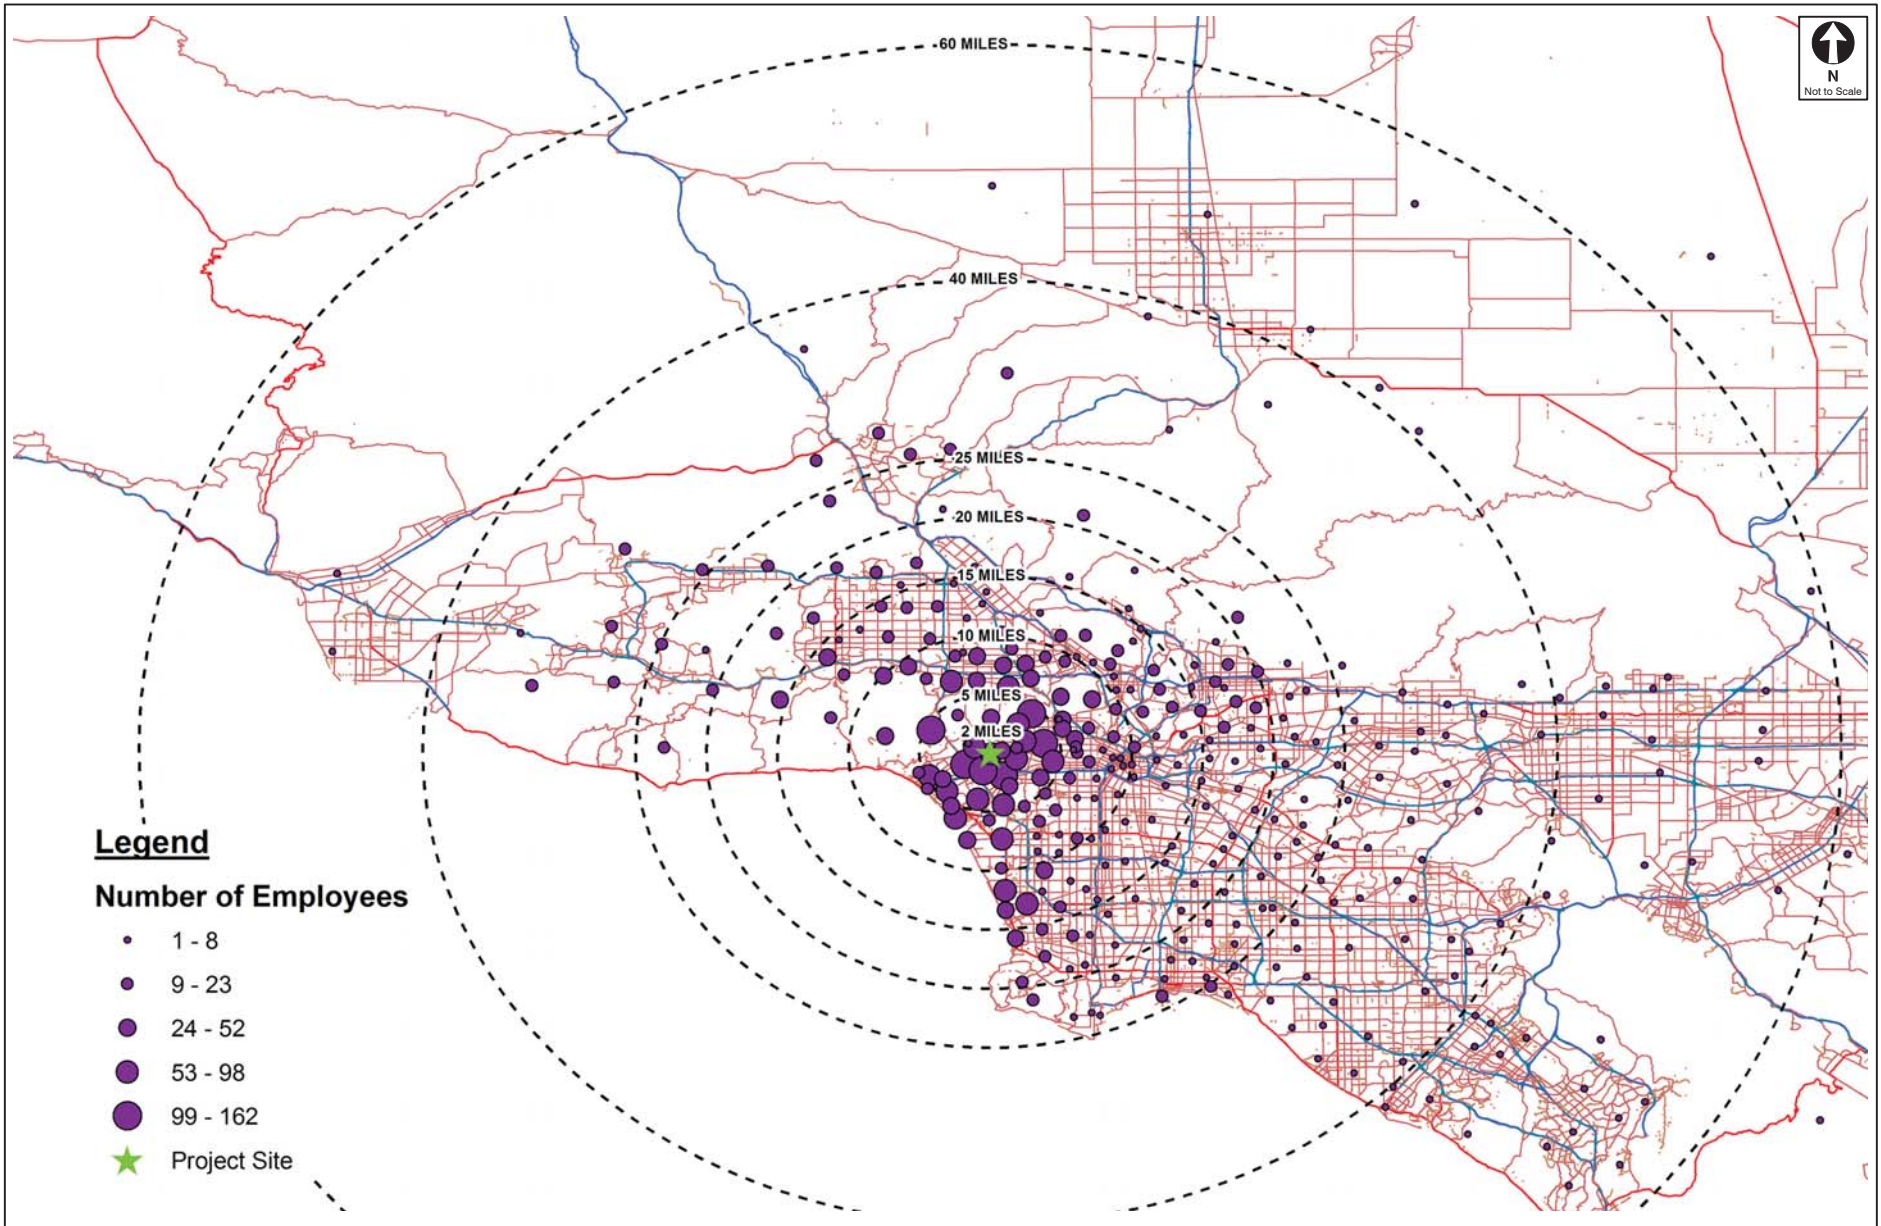 60 MILES
N
Not to Scale
40 MILES
25 MILES
20 MILES
15 MILES
10 MILES
5 MILES
2 MILES
Legend
Number of Employees
1 - 8
9 - 23
24 - 52
53 - 98
99 - 162
Project Site